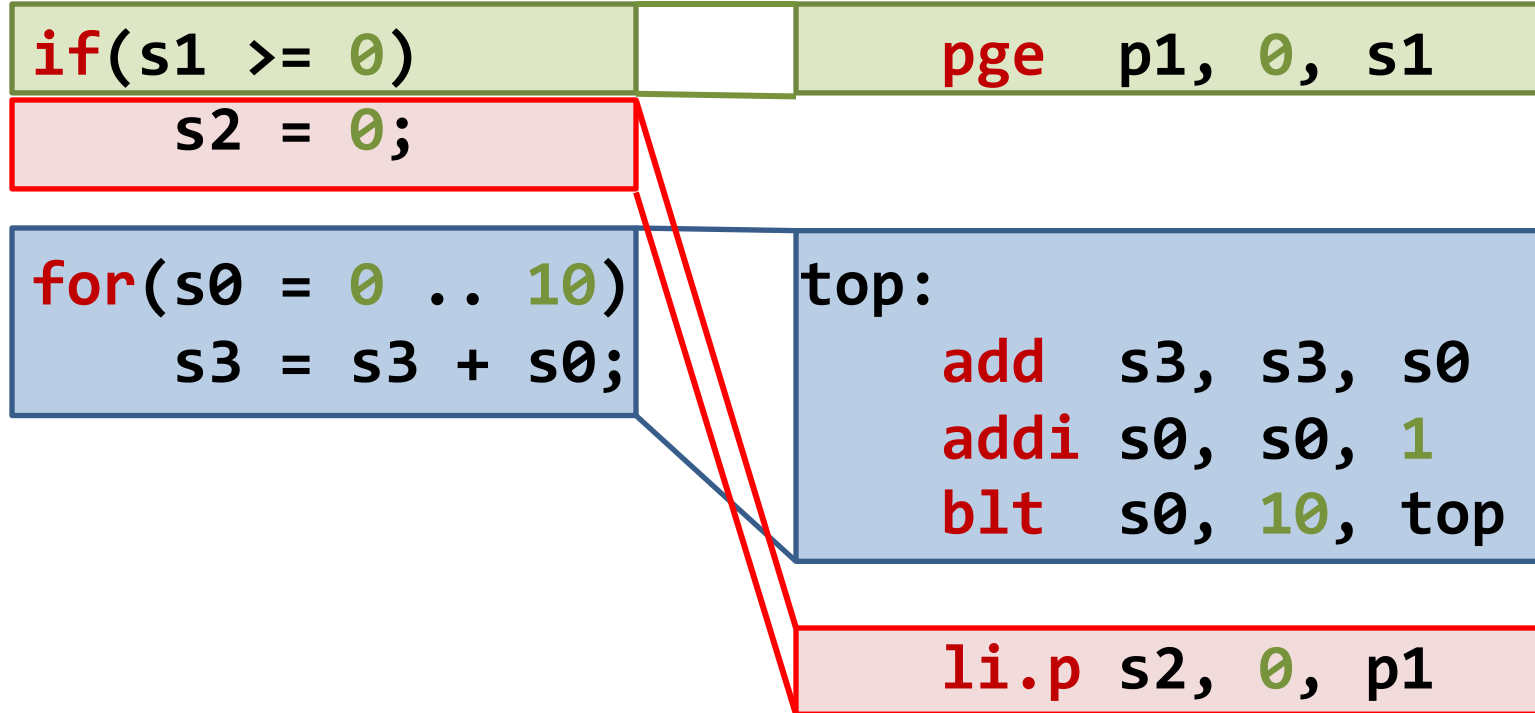 if(s1 >= 0)
    s2 = 0;
for(s0 = 0 .. 10)
    s3 = s3 + s0;
    pge  p1, 0, s1
top:
    add  s3, s3, s0
    addi s0, s0, 1
    blt  s0, 10, top
    li.p s2, 0, p1